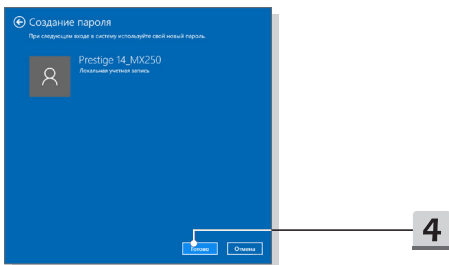 Создание пароля
При следующем входе в систему используйте свой новый пароль.
Prestige 14_MX250
Локальная учетная запись
Готово
Отмена
4